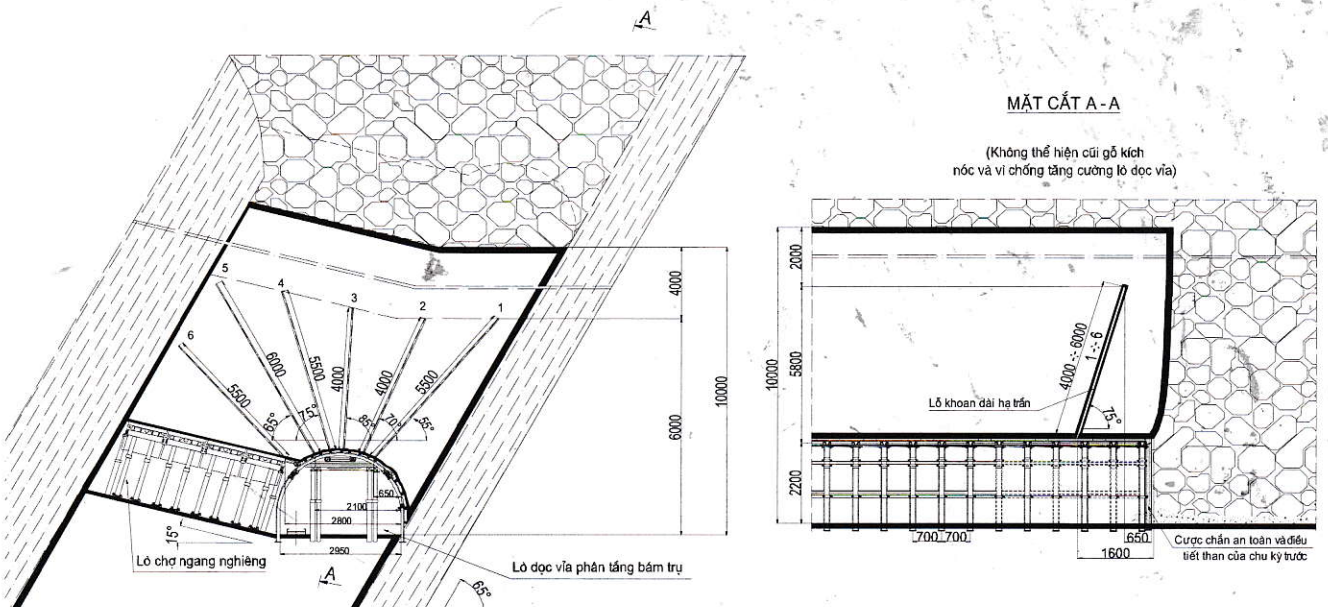 A
5
4
3
2
1
6
5500
6000
5500
4000
4000
5500
65°
75°
85°
70°
55°
4000
6000
10000
650
2100
2800
2950
15°
Lò chợ ngang nghiêng
A
Lò dọc vỉa phân tầng bám trụ
65°
MẶT CẮT A - A
(Không thể hiện cũi gỗ kích
nóc và vì chống tăng cường lò dọc vỉa)
2000
10000
5800
4000 -:- 6000
1 -:- 6
Lỗ khoan dài hạ trần
75°
2200
700
700
650
1600
Cược chắn an toàn và điều
tiết than của chu kỳ trước